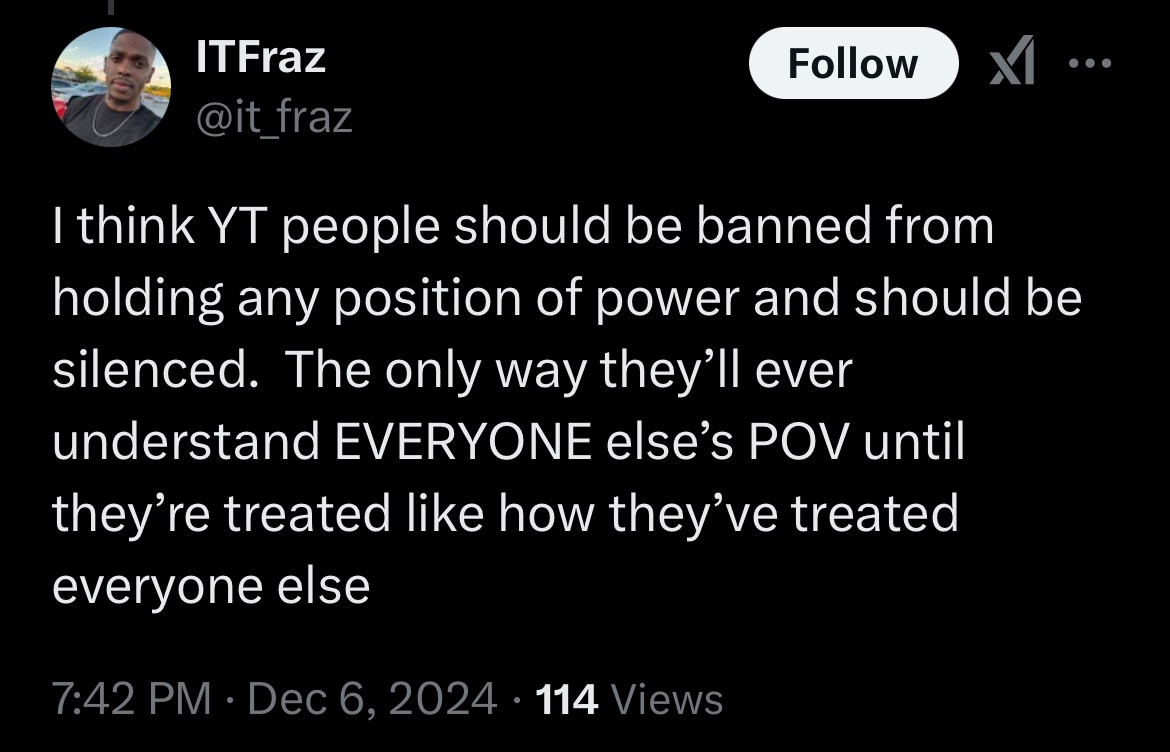 ITFraz
Follow
@it_fraz
I think YT people should be banned from
holding any position of power and should be
silenced.  The only way they’ll ever
understand EVERYONE else’s POV until
they’re treated like how they’ve treated
everyone else
7:42 PM · Dec 6, 2024 · 114 Views